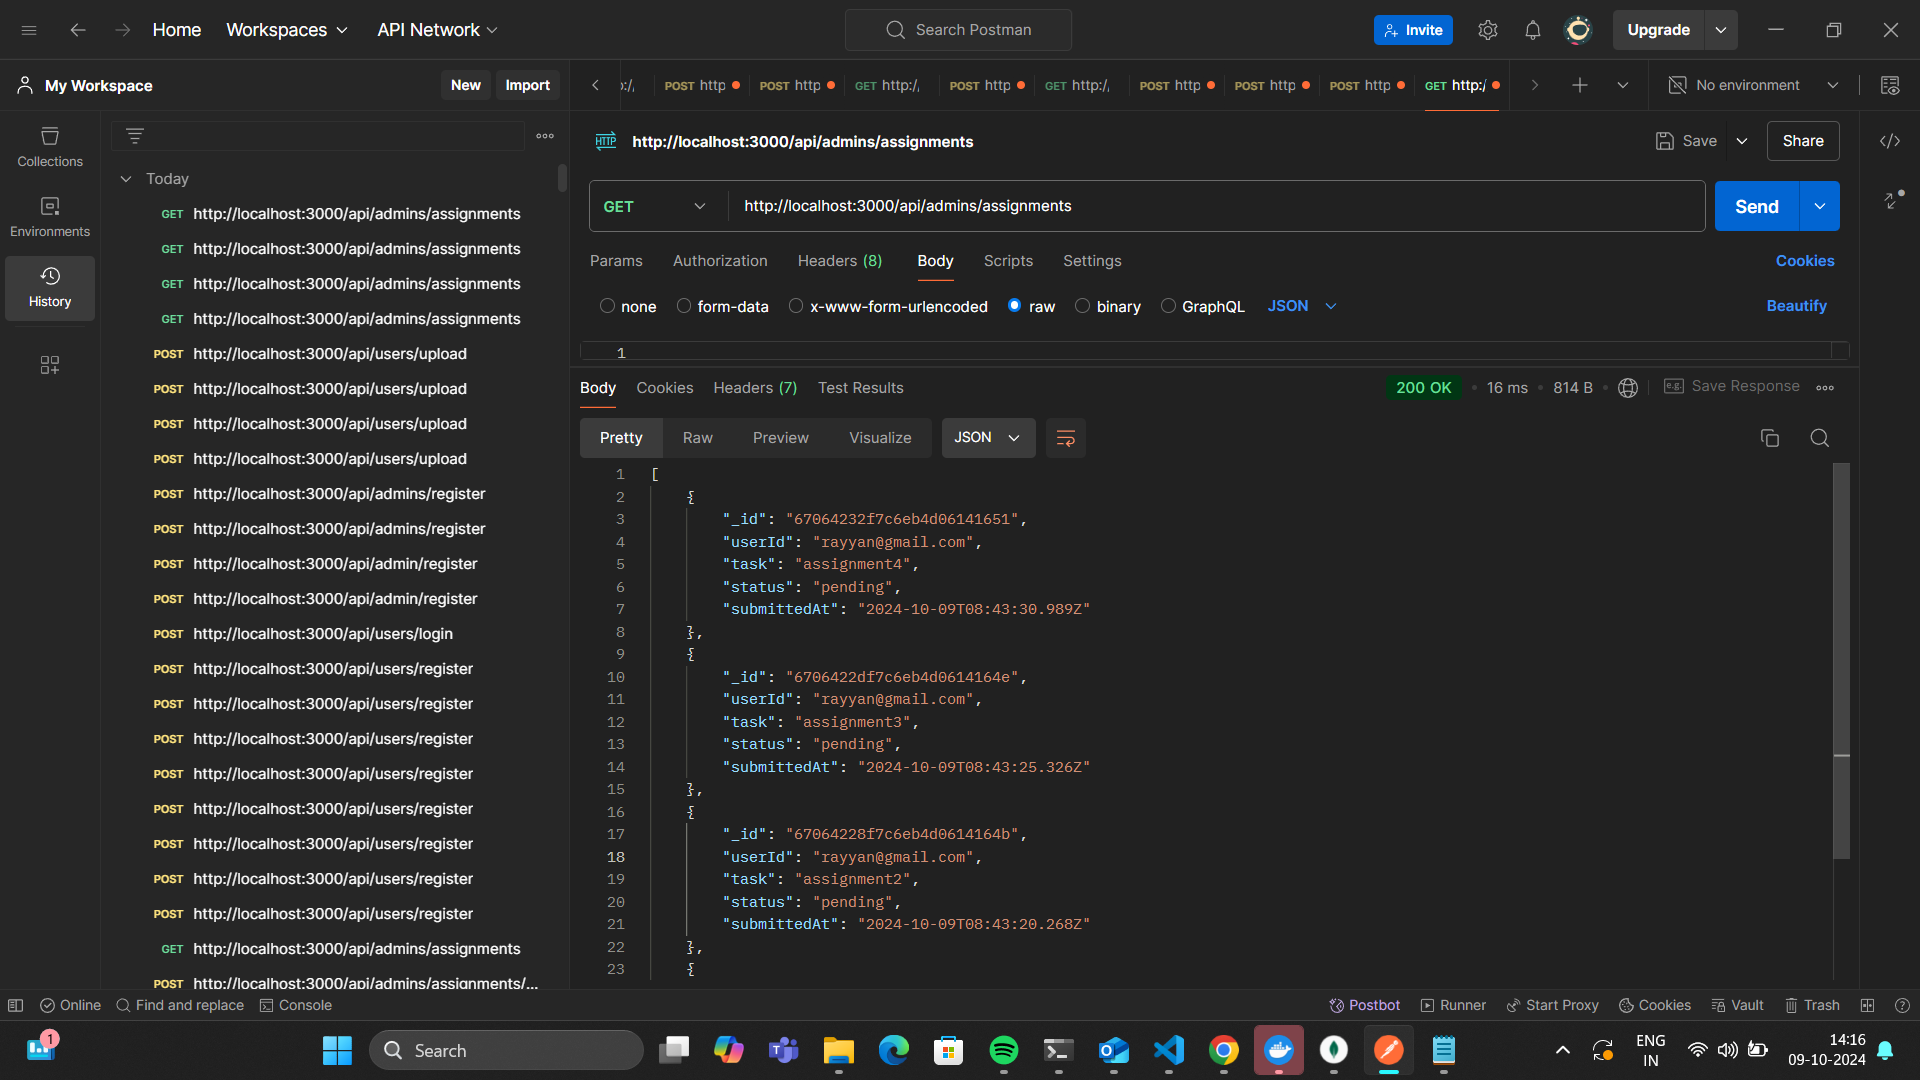 Home Workspaces API Network Search Postman Invite Upgrade
My Workspace New Import
POST http POST http GET http:/ POST http GET http:/ POST http POST http POST http GET http:/ No environment
Collections
Environments
History
Today
GET http://localhost:3000/api/admins/assignments
GET http://localhost:3000/api/admins/assignments
GET http://localhost:3000/api/admins/assignments
GET http://localhost:3000/api/admins/assignments
POST http://localhost:3000/api/users/upload
POST http://localhost:3000/api/users/upload
POST http://localhost:3000/api/users/upload
POST http://localhost:3000/api/users/upload
POST http://localhost:3000/api/admins/register
POST http://localhost:3000/api/admins/register
POST http://localhost:3000/api/admin/register
POST http://localhost:3000/api/admin/register
POST http://localhost:3000/api/users/login
POST http://localhost:3000/api/users/register
POST http://localhost:3000/api/users/register
POST http://localhost:3000/api/users/register
POST http://localhost:3000/api/users/register
POST http://localhost:3000/api/users/register
POST http://localhost:3000/api/users/register
POST http://localhost:3000/api/users/register
POST http://localhost:3000/api/users/register
GET http://localhost:3000/api/admins/assignments
POST http://localhost:3000/api/admins/assignments/...
HTTP http://localhost:3000/api/admins/assignments Save Share
GET http://localhost:3000/api/admins/assignments Send
Params Authorization Headers (8) Body Scripts Settings Cookies
none form-data x-www-form-urlencoded raw binary GraphQL JSON Beautify
1
Body Cookies Headers (7) Test Results 200 OK • 16 ms • 814 B • e.g. Save Response
Pretty Raw Preview Visualize JSON
1 [
2 {
3 "_id": "67064232f7c6eb4d06141651",
4 "userId": "rayyan@gmail.com",
5 "task": "assignment4",
6 "status": "pending",
7 "submittedAt": "2024-10-09T08:43:30.989Z"
8 },
9 {
10 "_id": "6706422df7c6eb4d0614164e",
11 "userId": "rayyan@gmail.com",
12 "task": "assignment3",
13 "status": "pending",
14 "submittedAt": "2024-10-09T08:43:25.326Z"
15 },
16 {
17 "_id": "67064228f7c6eb4d0614164b",
18 "userId": "rayyan@gmail.com",
19 "task": "assignment2",
20 "status": "pending",
21 "submittedAt": "2024-10-09T08:43:20.268Z"
22 },
23 {
Online Find and replace Console Postbot Runner Start Proxy Cookies Vault Trash
1 Search ENG IN 14:16 09-10-2024